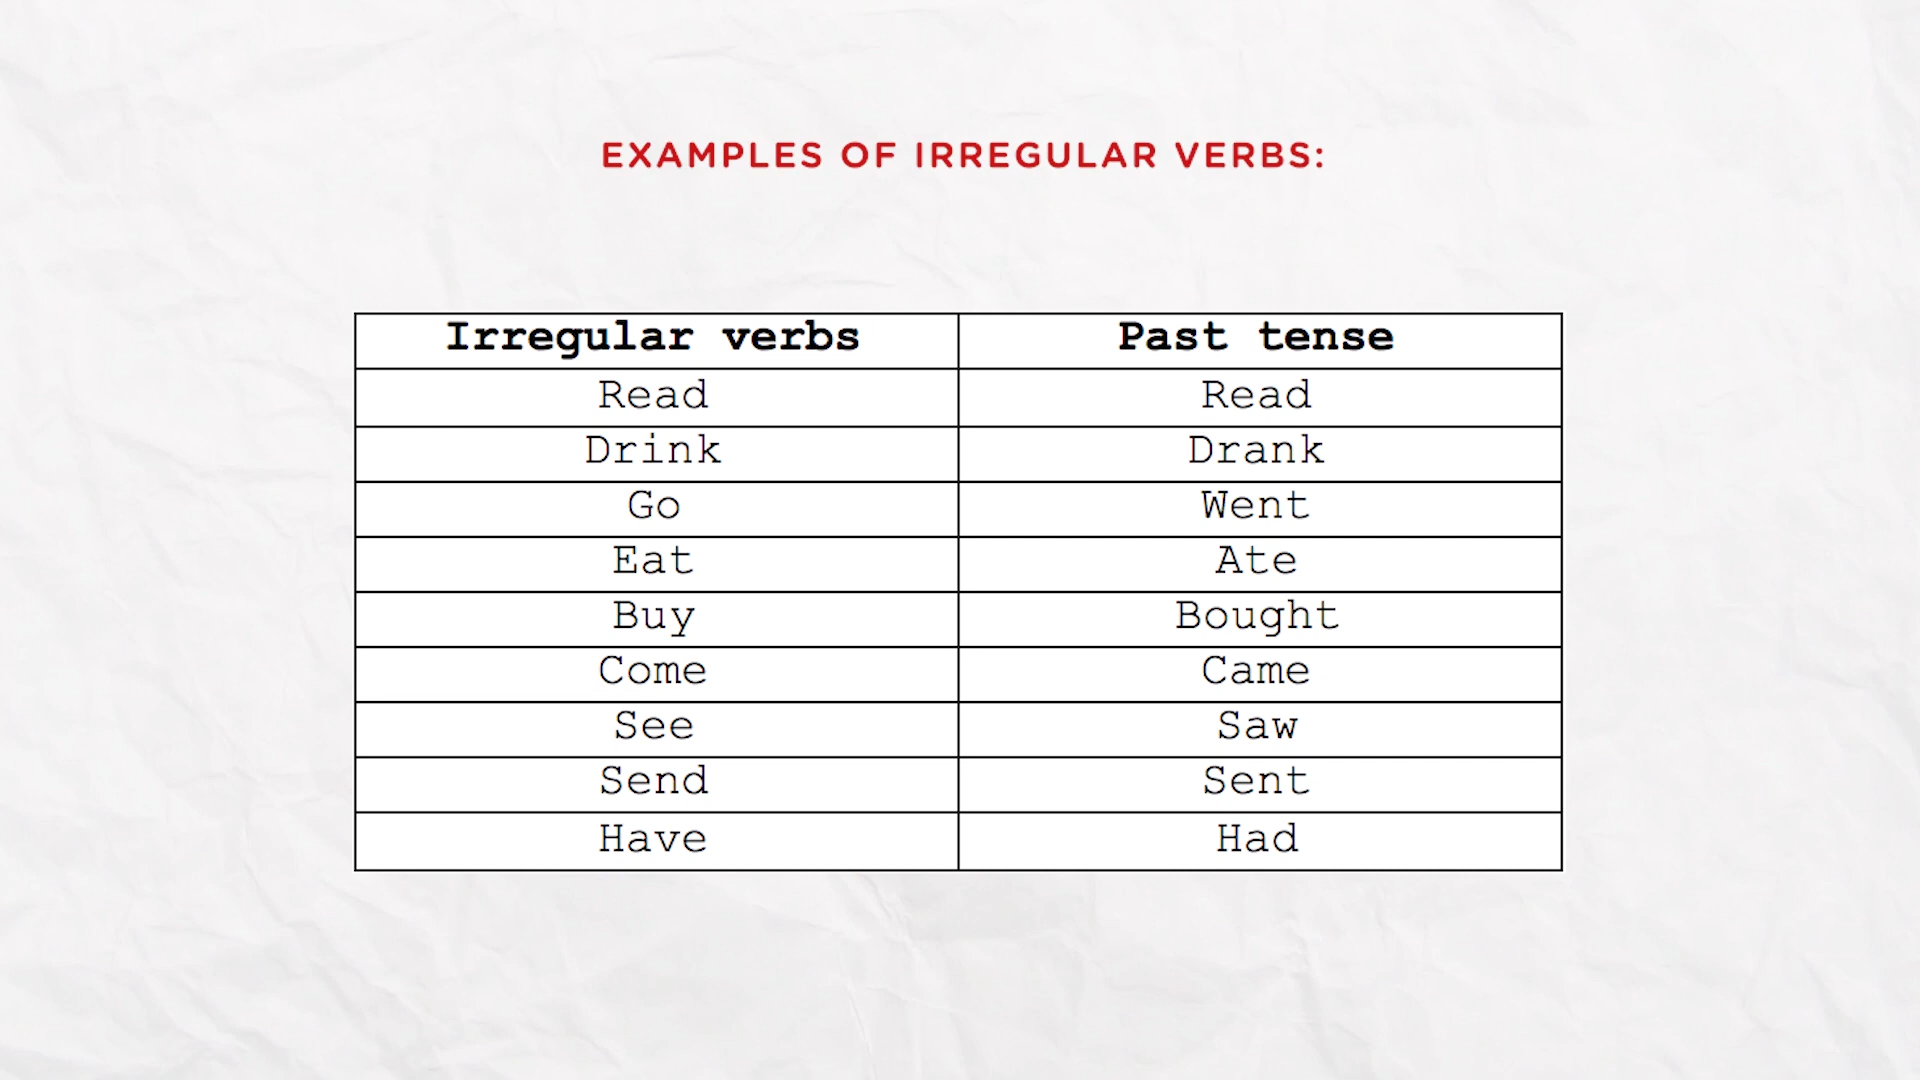 EXAMPLES OF IRREGULAR VERBS:
Irregular verbs Past tense
Read Read
Drink Drank
Go Went
Eat Ate
Buy Bought
Come Came
See Saw
Send Sent
Have Had